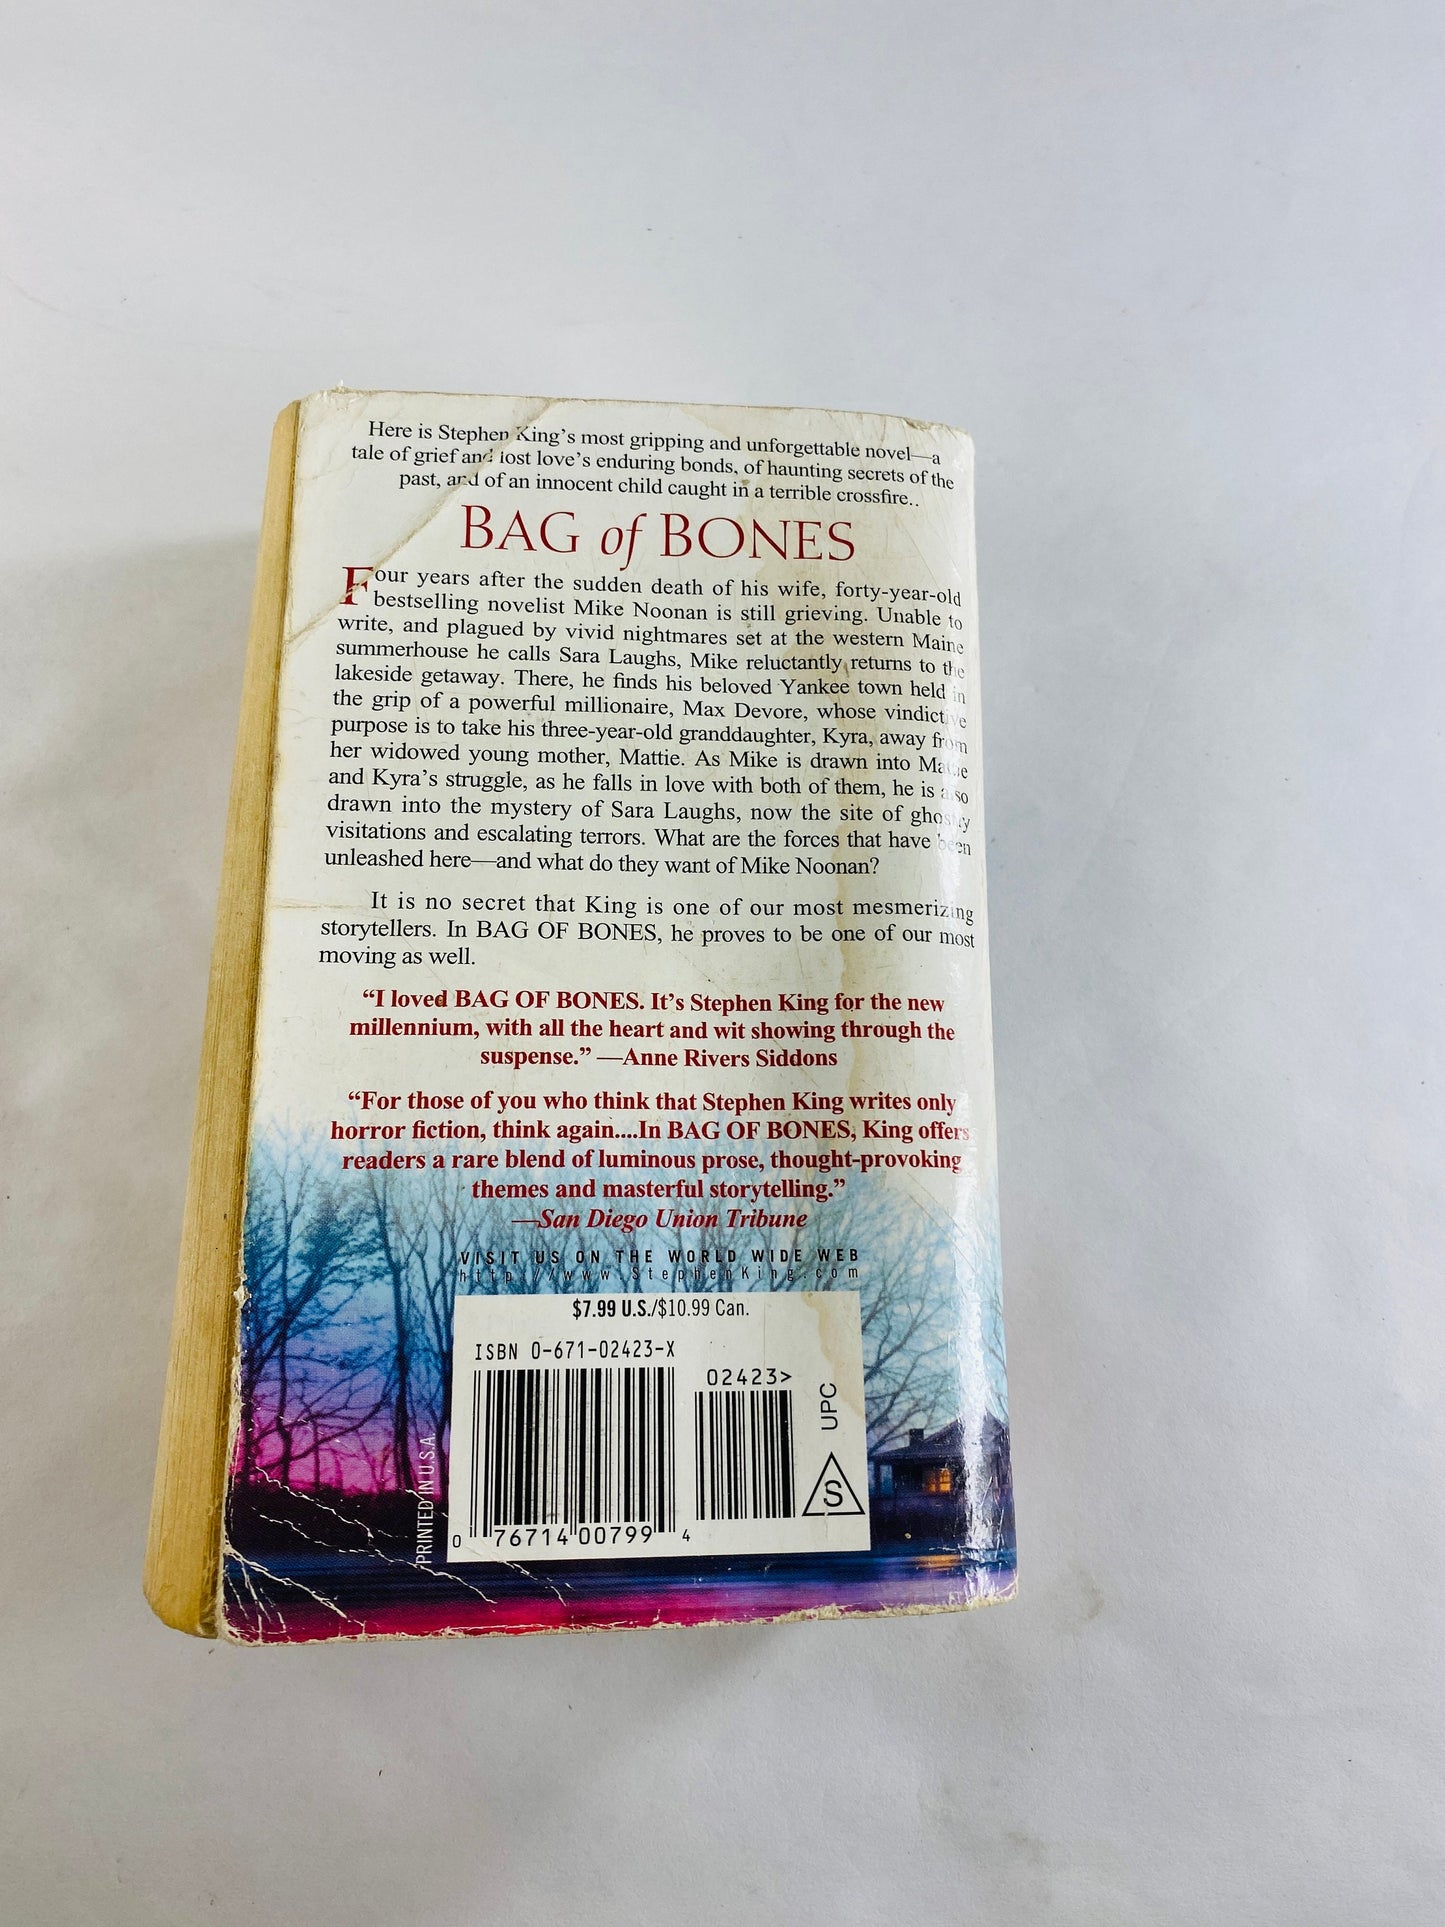 Here is Stephen King's most gripping and unforgettable novel—a
tale of grief and lost love's enduring bonds, of haunting secrets of the
past, and of an innocent child caught in a terrible crossfire..
BAG of BONES
Four years after the sudden death of his wife, forty-year-old
bestselling novelist Mike Noonan is still grieving. Unable to
write, and plagued by vivid nightmares set at the western Maine
summerhouse he calls Sara Laughs, Mike reluctantly returns to the
lakeside getaway. There, he finds his beloved Yankee town held in
the grip of a powerful millionaire, Max Devore, whose vindictive
purpose is to take his three-year-old granddaughter, Kyra, away from
her widowed young mother, Mattie. As Mike is drawn into Mattie
and Kyra's struggle, as he falls in love with both of them, he is also
drawn into the mystery of Sara Laughs, now the site of ghostly
visitations and escalating terrors. What are the forces that have been
unleashed here—and what do they want of Mike Noonan?
It is no secret that King is one of our most mesmerizing
storytellers. In BAG OF BONES, he proves to be one of our most
moving as well.
“I loved BAG OF BONES. It's Stephen King for the new
millennium, with all the heart and wit showing through the
suspense.” —Anne Rivers Siddons
“For those of you who think that Stephen King writes only
horror fiction, think again....In BAG OF BONES, King offers
readers a rare blend of luminous prose, thought-provoking
themes and masterful storytelling.”
—San Diego Union Tribune
VISIT US ON THE WORLD WIDE WEB
http://www.StephenKing.com
$7.99 U.S./$10.99 Can.
ISBN 0-671-02423-X
02423>
UPC
S
0 76714 00799 4
PRINTED IN U.S.A.